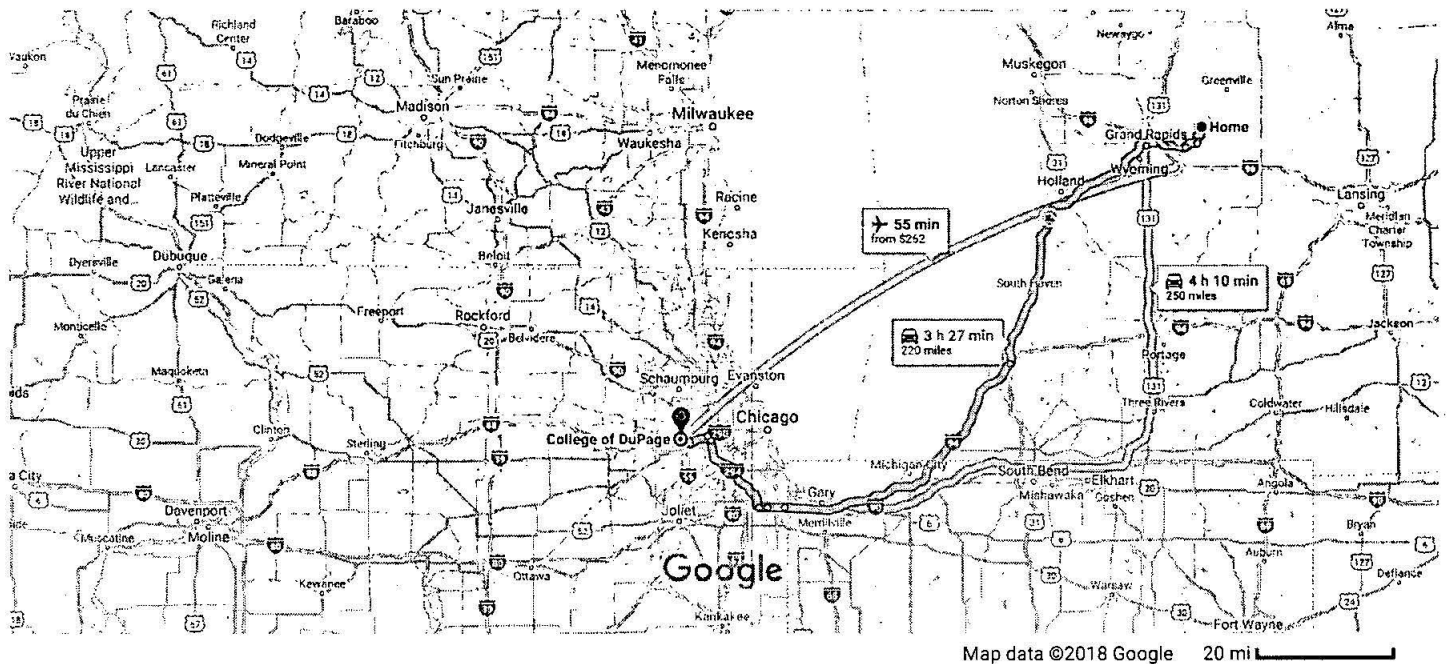 Baraboo
Richland
Center
Newaygo
Alma
Menomonee
Falls
Muskegon
Greenville
Sun Prairie
Norton Shores
Prairie
du Chien
Madison
Milwaukee
Home
Grand Rapids
Dodgeville
Fitchburg
Waukesha
Upper
Mississippi
River National
Wildlife and...
Lancaster
Mineral Point
Wyoming
Holland
Platteville
Janesville
Racine
Lansing
Meridian
Charter
Township
55 min
from $262
Kenosha
Dubuque
Dyersville
Beloit
Galena
South Haven
4 h 10 min
250 miles
Monticello
Freeport
Rockford
Belvidere
3 h 27 min
220 miles
Jackson
Portage
Maquoketa
Schaumburg
Evanston
Three Rivers
Coldwater
Hillsdale
Chicago
Clinton
College of DuPage
Sterling
Michigan City
South Bend
Elkhart
Mishawaka
Goshen
Angola
a City
Gary
Davenport
Joliet
Merrillville
Bryan
Muscatine
Moline
Auburn
Google
Ottawa
Kewanee
Warsaw
Defiance
Kankakee
Fort Wayne
Map data ©2018 Google 20 mi